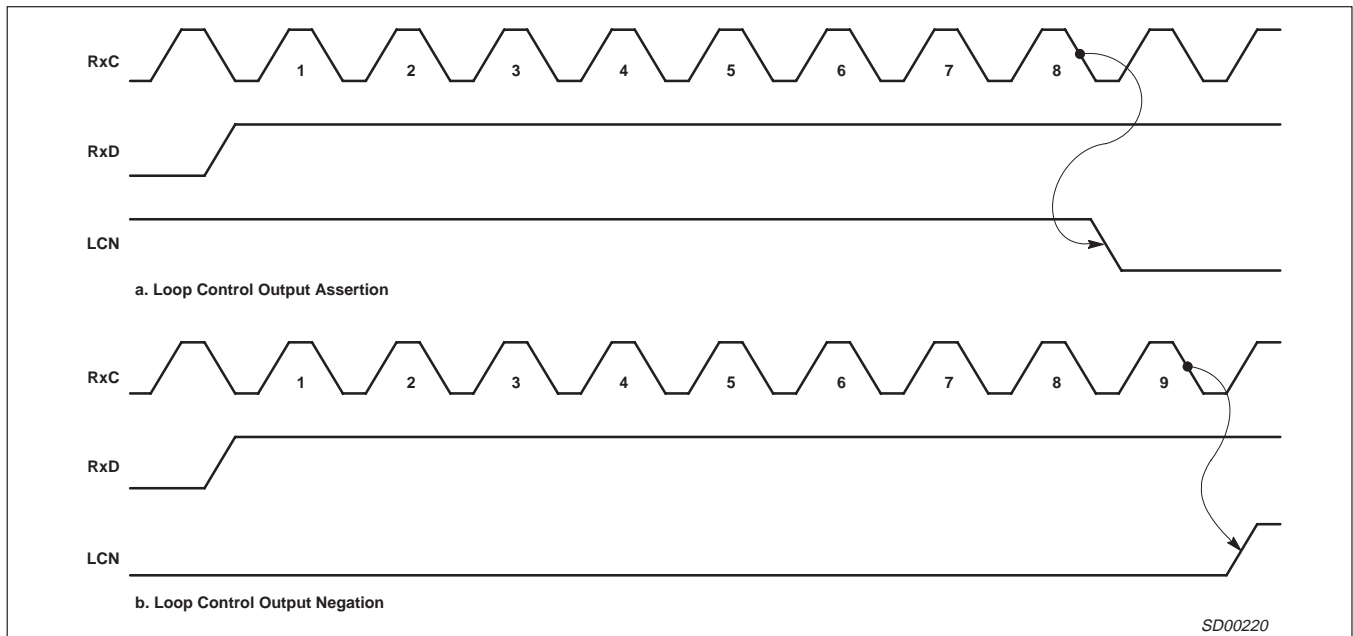 RxC
1 2 3 4 5 6 7 8
RxD
LCN
a. Loop Control Output Assertion
RxC
1 2 3 4 5 6 7 8 9
RxD
LCN
b. Loop Control Output Negation
SD00220